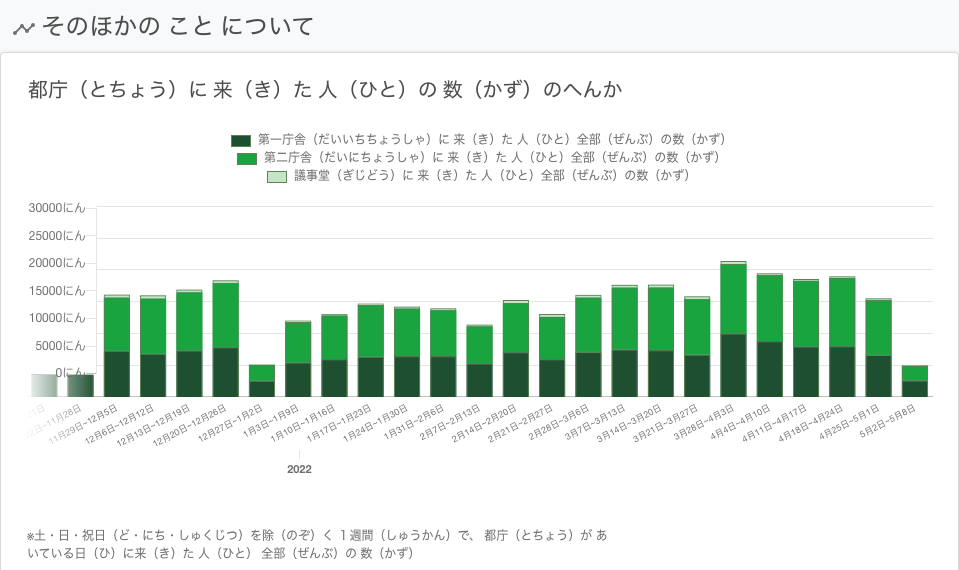 そのほかの こと について
都庁（とちょう）に 来（き）た 人（ひと）の 数（かず）のへんか
第一庁舎（だいいちちょうしゃ）に 来（き）た 人（ひと）全部（ぜんぶ）の数（かず）
第二庁舎（だいにちょうしゃ）に 来（き）た 人（ひと）全部（ぜんぶ）の数（かず）
議事堂（ぎじどう）に 来（き）た 人（ひと）全部（ぜんぶ）の数（かず）
30000にん
25000にん
20000にん
15000にん
10000にん
5000にん
0にん
11月29日~12月5日
12月6日~12月12日
12月13日~12月19日
12月20日~12月26日
12月27日~1月2日
1月3日~1月9日
1月10日~1月16日
1月17日~1月23日
1月24日~1月30日
1月31日~2月6日
2月7日~2月13日
2月14日~2月20日
2月21日~2月27日
2月28日~3月6日
3月7日~3月13日
3月14日~3月20日
3月21日~3月27日
3月28日~4月3日
4月4日~4月10日
4月11日~4月17日
4月18日~4月24日
4月25日~5月1日
5月2日~5月8日
2022
※土・日・祝日（ど・にち・しゅくじつ）を除（のぞ）く １週間（しゅうかん）で、 都庁（とちょう）が あ
いている日（ひ）に来（き）た 人（ひと） 全部（ぜんぶ）の 数（かず）